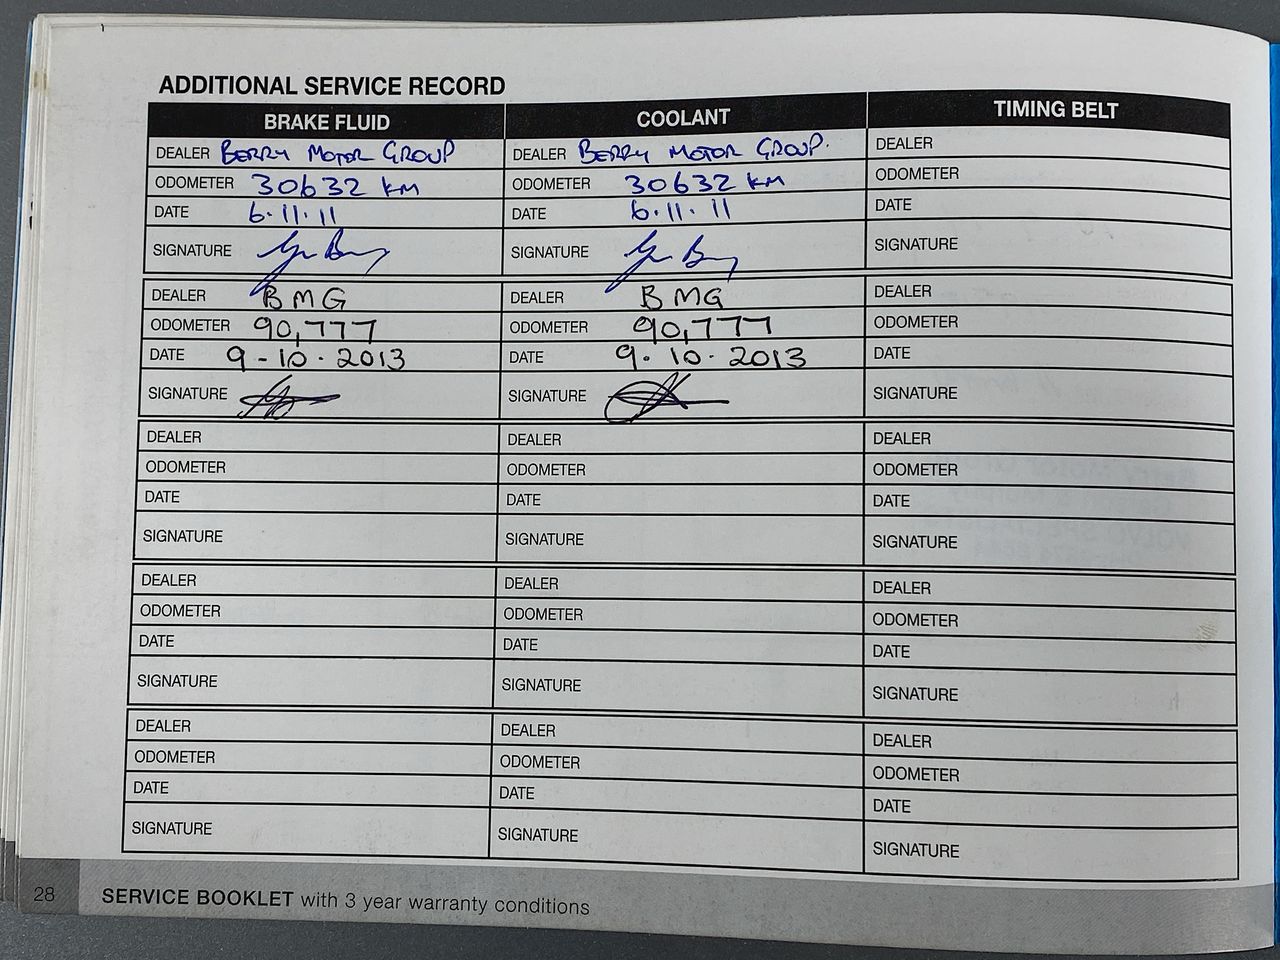 ADDITIONAL SERVICE RECORD
BRAKE FLUID COOLANT TIMING BELT
DEALER BERRY MOTOR GROUP DEALER BERRY MOTOR GROUP. DEALER
ODOMETER 30632 KM ODOMETER 30632 KM ODOMETER
DATE 6.11.11 DATE 6.11.11 DATE
SIGNATURE SIGNATURE SIGNATURE
DEALER BMG DEALER BMG DEALER
ODOMETER 90,777 ODOMETER 90,777 ODOMETER
DATE 9-10.2013 DATE 9.10.2013 DATE
SIGNATURE SIGNATURE SIGNATURE
DEALER DEALER DEALER
ODOMETER ODOMETER ODOMETER
DATE DATE DATE
SIGNATURE SIGNATURE SIGNATURE
DEALER DEALER DEALER
ODOMETER ODOMETER ODOMETER
DATE DATE DATE
SIGNATURE SIGNATURE SIGNATURE
DEALER DEALER DEALER
ODOMETER ODOMETER ODOMETER
DATE DATE DATE
SIGNATURE SIGNATURE SIGNATURE
28 SERVICE BOOKLET with 3 year warranty conditions